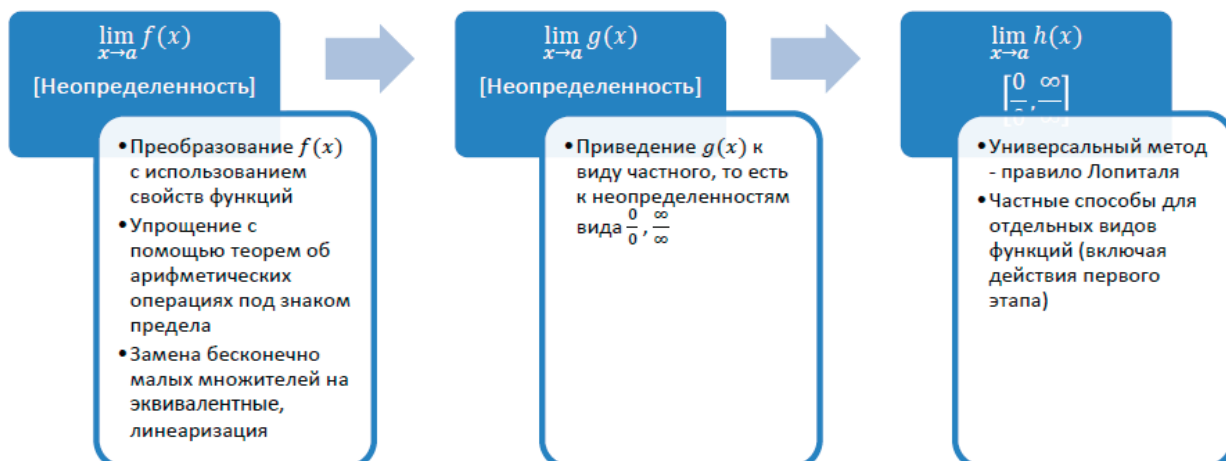 lim f(x)
x→a
[Неопределенность]
•Преобразование f(x)
с использованием
свойств функций
•Упрощение с
помощью теорем об
арифметических
операциях под знаком
предела
•Замена бесконечно
малых множителей на
эквивалентные,
линеаризация
lim g(x)
x→a
[Неопределенность]
•Приведение g(x) к
виду частного, то есть
к неопределенностям
вида 0/0, ∞/∞
lim h(x)
x→a
[0/0, ∞/∞]
•Универсальный метод
- правило Лопиталя
•Частные способы для
отдельных видов
функций (включая
действия первого
этапа)